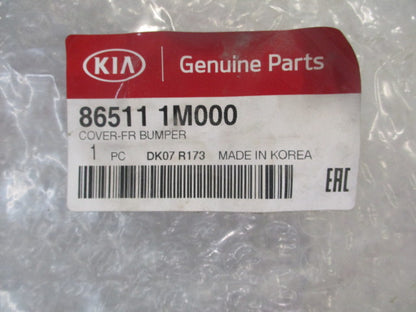 KIA Genuine Parts
86511 1M000
COVER-FR BUMPER
1 PC DK07 R173 MADE IN KOREA
EAC